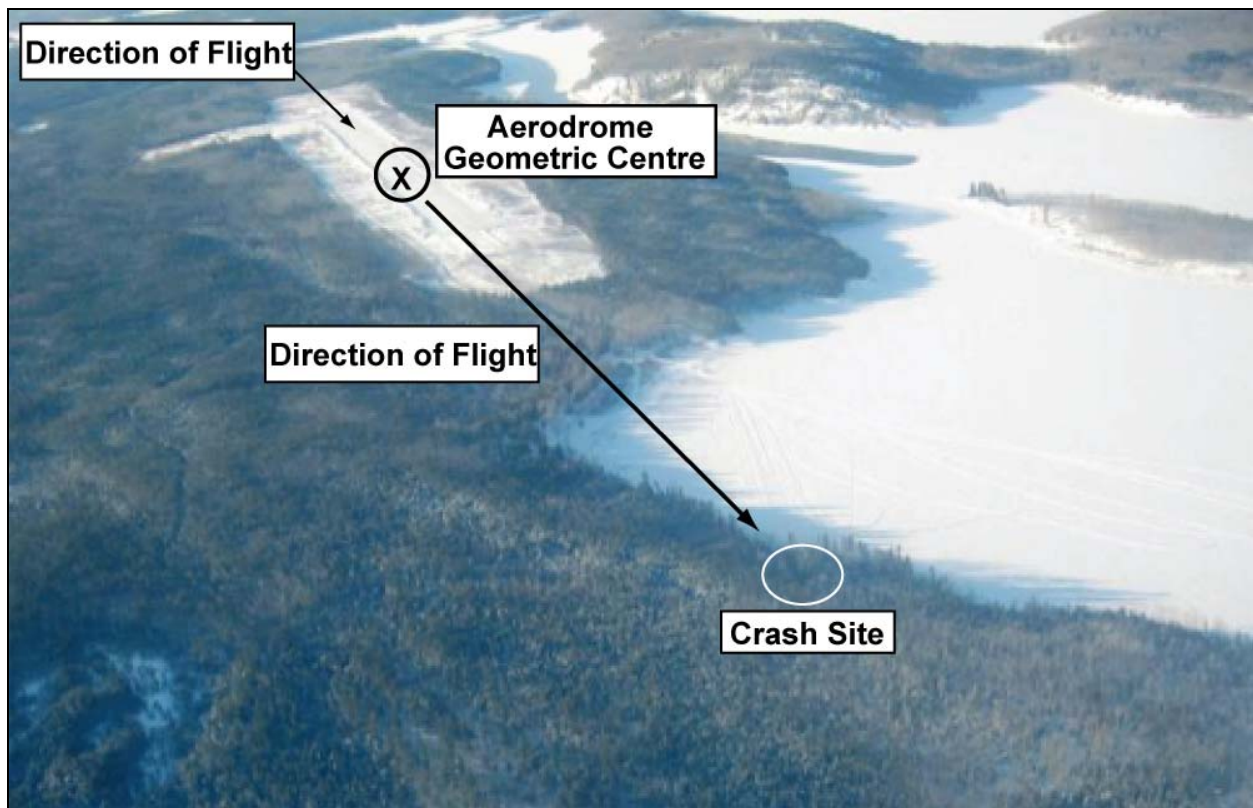 Direction of Flight
Aerodrome
Geometric Centre
X
Direction of Flight
Crash Site